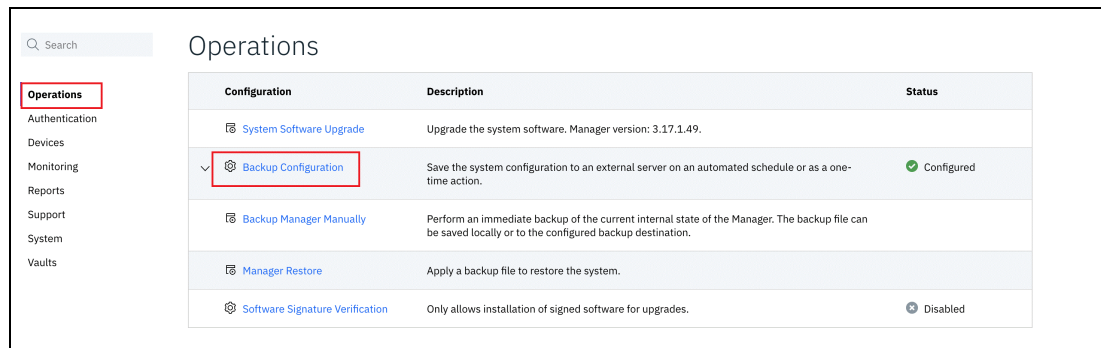 Search
Operations
Operations
Authentication
Devices
Monitoring
Reports
Support
System
Vaults
Configuration Description Status
System Software Upgrade Upgrade the system software. Manager version: 3.17.1.49.
Backup Configuration Save the system configuration to an external server on an automated schedule or as a one- Configured
time action.
Backup Manager Manually Perform an immediate backup of the current internal state of the Manager. The backup file can
be saved locally or to the configured backup destination.
Manager Restore Apply a backup file to restore the system.
Software Signature Verification Only allows installation of signed software for upgrades. Disabled